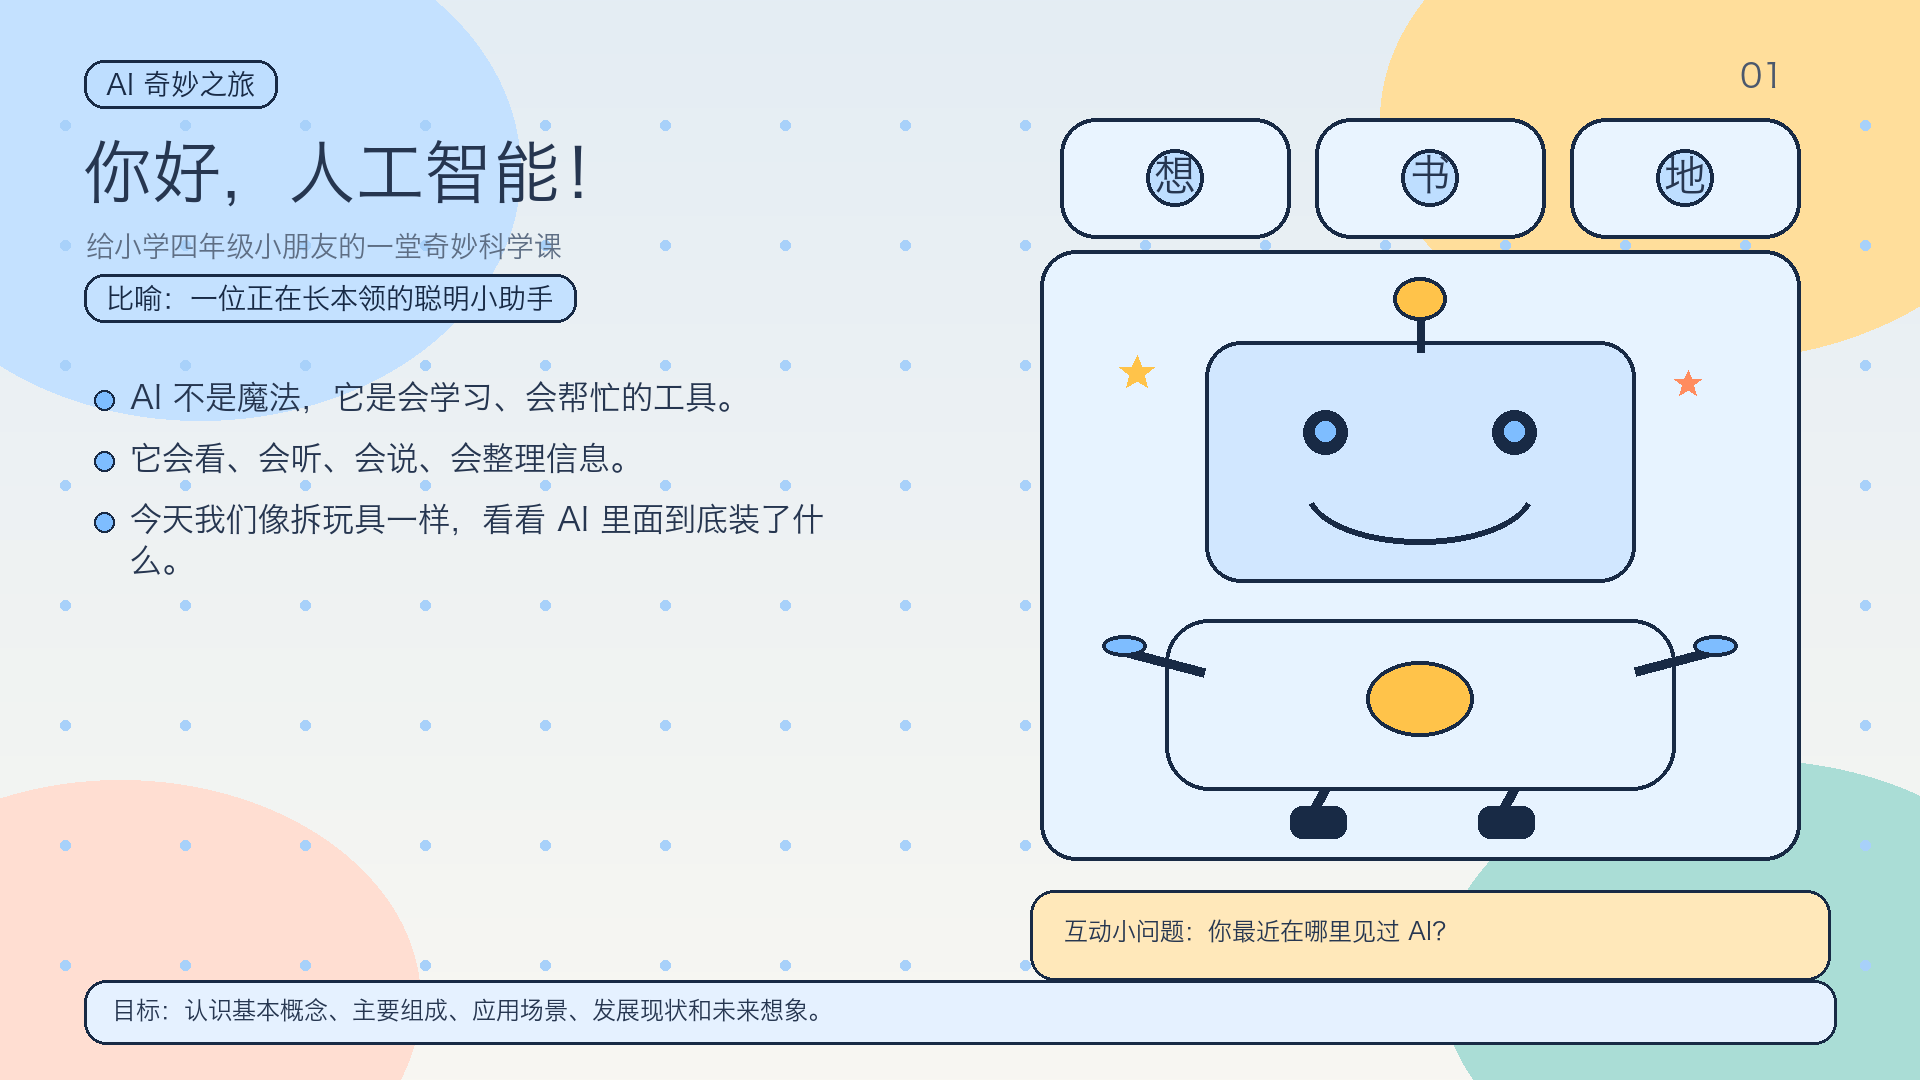 AI 奇妙之旅
01
你好，人工智能！
给小学四年级小朋友的一堂奇妙科学课
比喻：一位正在长本领的聪明小助手
AI 不是魔法，它是会学习、会帮忙的工具。
它会看、会听、会说、会整理信息。
今天我们像拆玩具一样，看看 AI 里面到底装了什
么。
想
书
地
互动小问题：你最近在哪里见过 AI？
目标：认识基本概念、主要组成、应用场景、发展现状和未来想象。